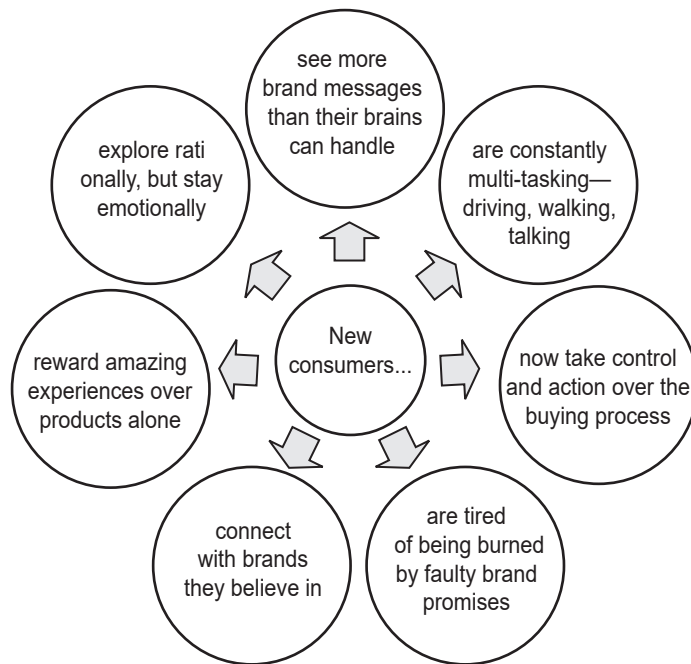 New
consumers...
see more
brand messages
than their brains
can handle
are constantly
multi-tasking—
driving, walking,
talking
now take control
and action over the
buying process
are tired
of being burned
by faulty brand
promises
connect
with brands
they believe in
reward amazing
experiences over
products alone
explore rati
onally, but stay
emotionally